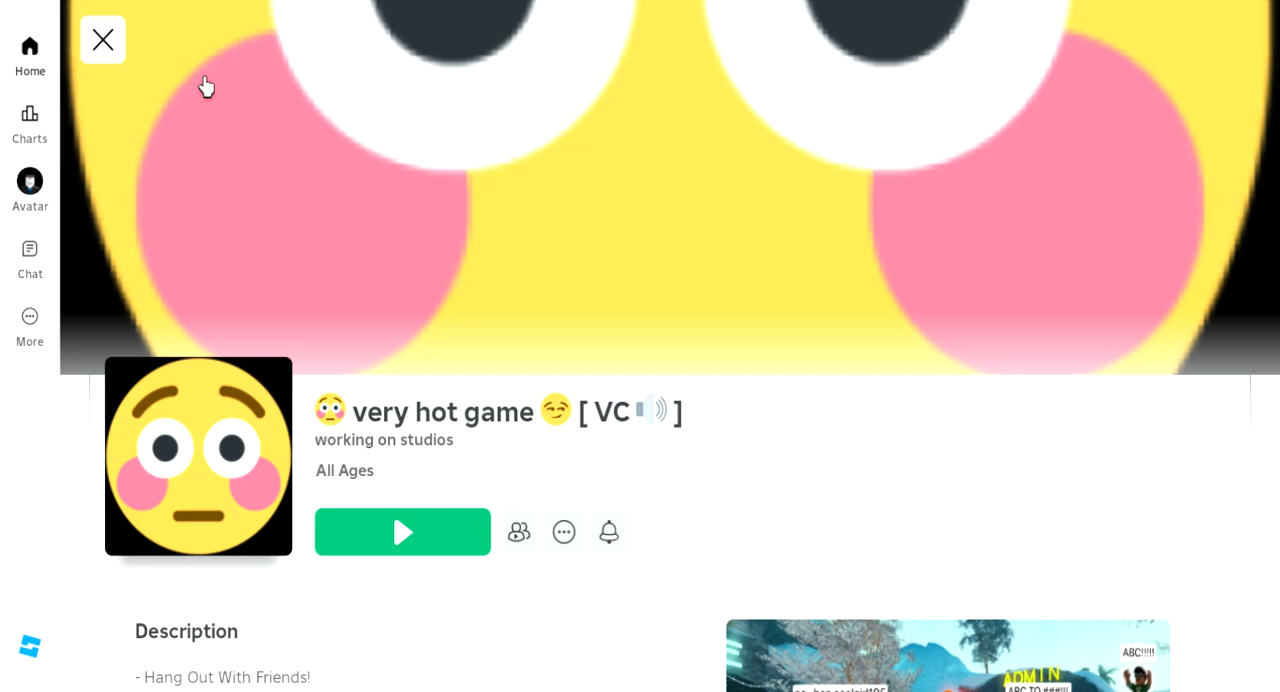 Home
Charts
Avatar
Chat
More
😳 very hot game 😏 [ VC 🔊 ]
working on studios
All Ages
Description
- Hang Out With Friends!
ABC!!!!!
ADMIN
ABC TO ###!!!